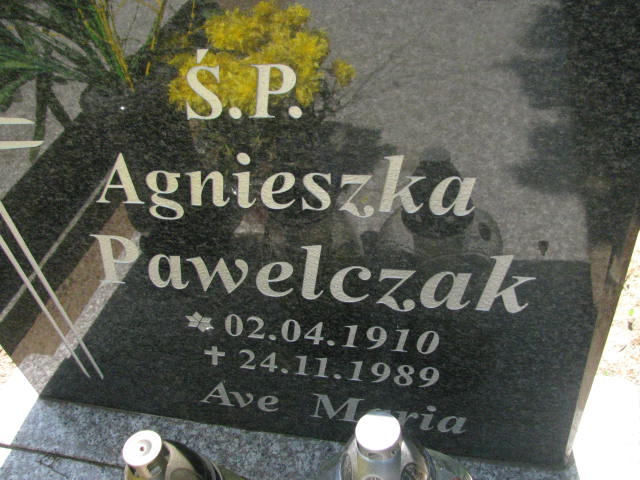 Ś.P.
Agnieszka
Pawelczak
* 02.04.1910
✝ 24.11.1989
Ave Maria